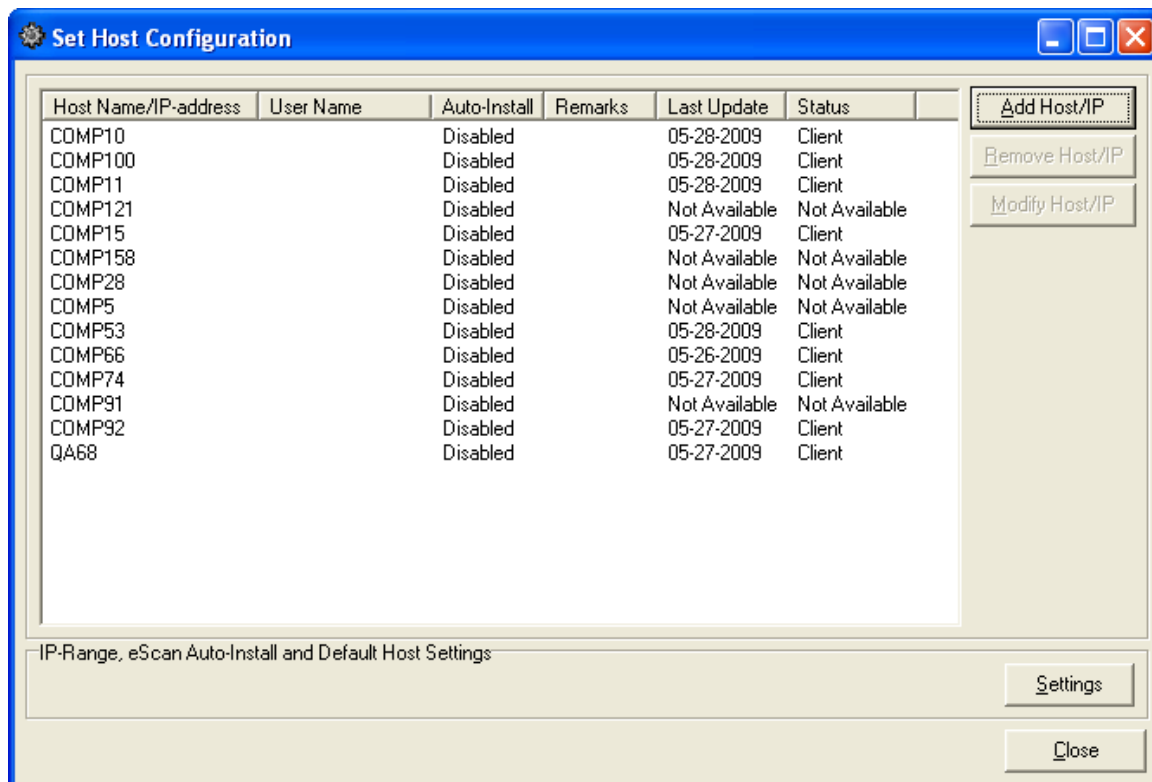 Set Host Configuration
Host Name/IP-address User Name Auto-Install Remarks Last Update Status
COMP10 Disabled 05-28-2009 Client
COMP100 Disabled 05-28-2009 Client
COMP11 Disabled 05-28-2009 Client
COMP121 Disabled Not Available Not Available
COMP15 Disabled 05-27-2009 Client
COMP158 Disabled Not Available Not Available
COMP28 Disabled Not Available Not Available
COMP5 Disabled Not Available Not Available
COMP53 Disabled 05-28-2009 Client
COMP66 Disabled 05-26-2009 Client
COMP74 Disabled 05-27-2009 Client
COMP91 Disabled Not Available Not Available
COMP92 Disabled 05-27-2009 Client
QA68 Disabled 05-27-2009 Client
Add Host/IP
Remove Host/IP
Modify Host/IP
IP-Range, eScan Auto-Install and Default Host Settings
Settings
Close